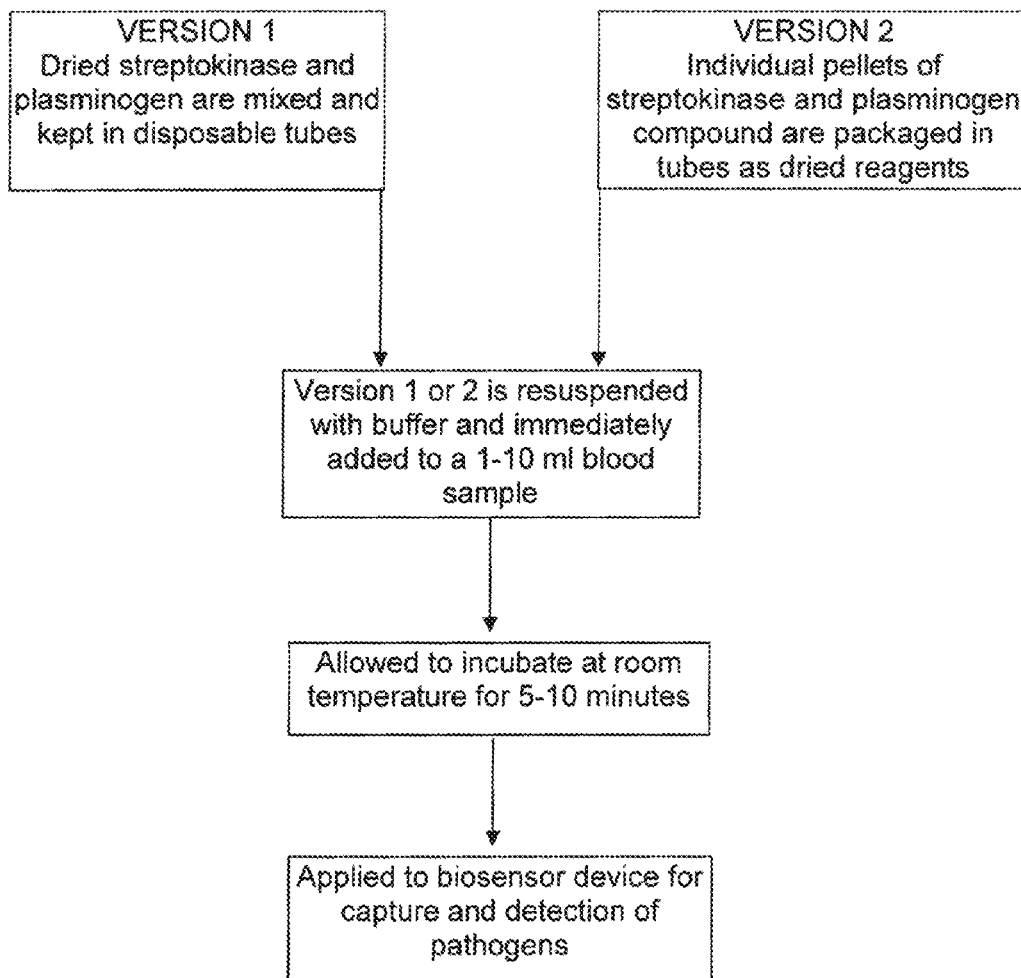 VERSION 1
Dried streptokinase and
plasminogen are mixed and
kept in disposable tubes
VERSION 2
Individual pellets of
streptokinase and plasminogen
compound are packaged in
tubes as dried reagents
Version 1 or 2 is resuspended
with buffer and immediately
added to a 1-10 ml blood
sample
Allowed to incubate at room
temperature for 5-10 minutes
Applied to biosensor device for
capture and detection of
pathogens